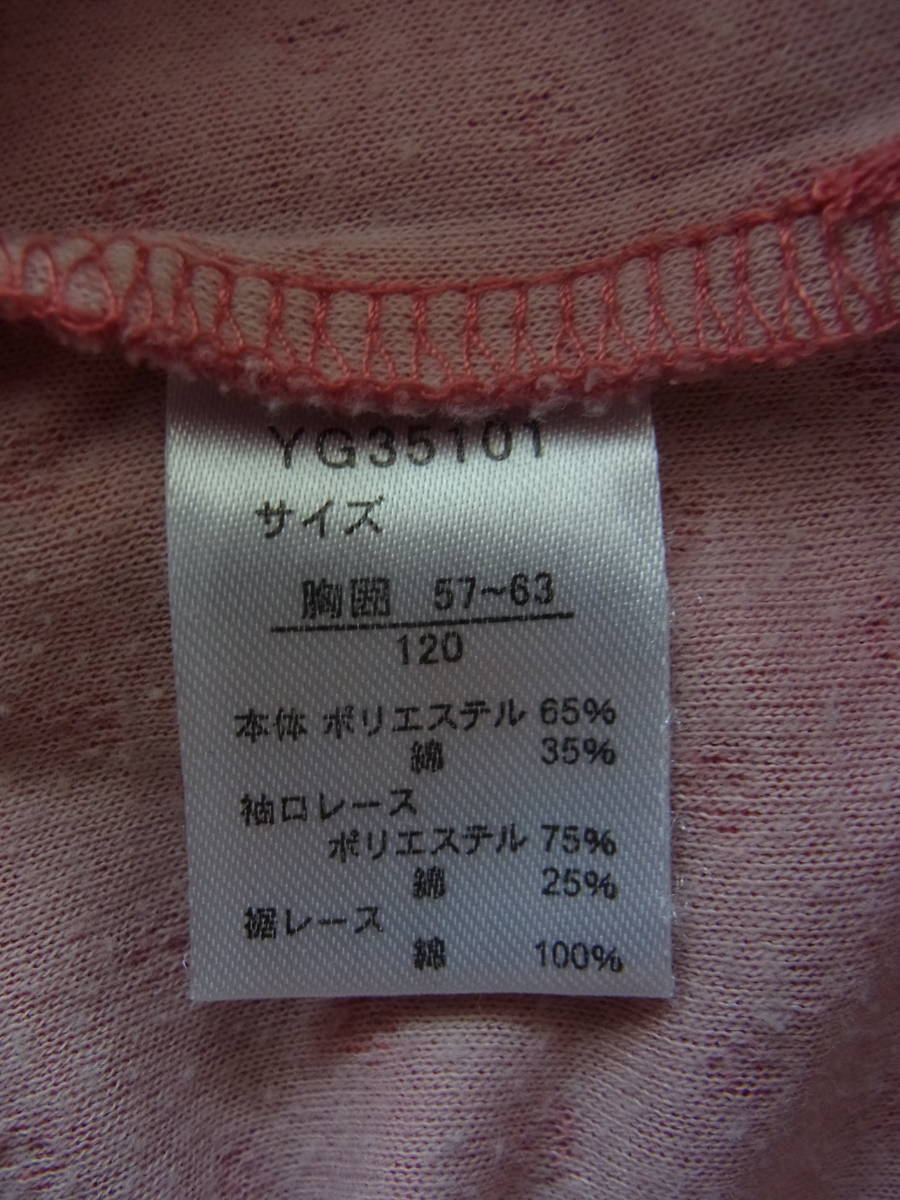 YG35101
サイズ
胸囲 57~63
120
本体 ポリエステル 65%
綿 35%
袖口レース
ポリエステル 75%
綿 25%
裾レース
綿 100%